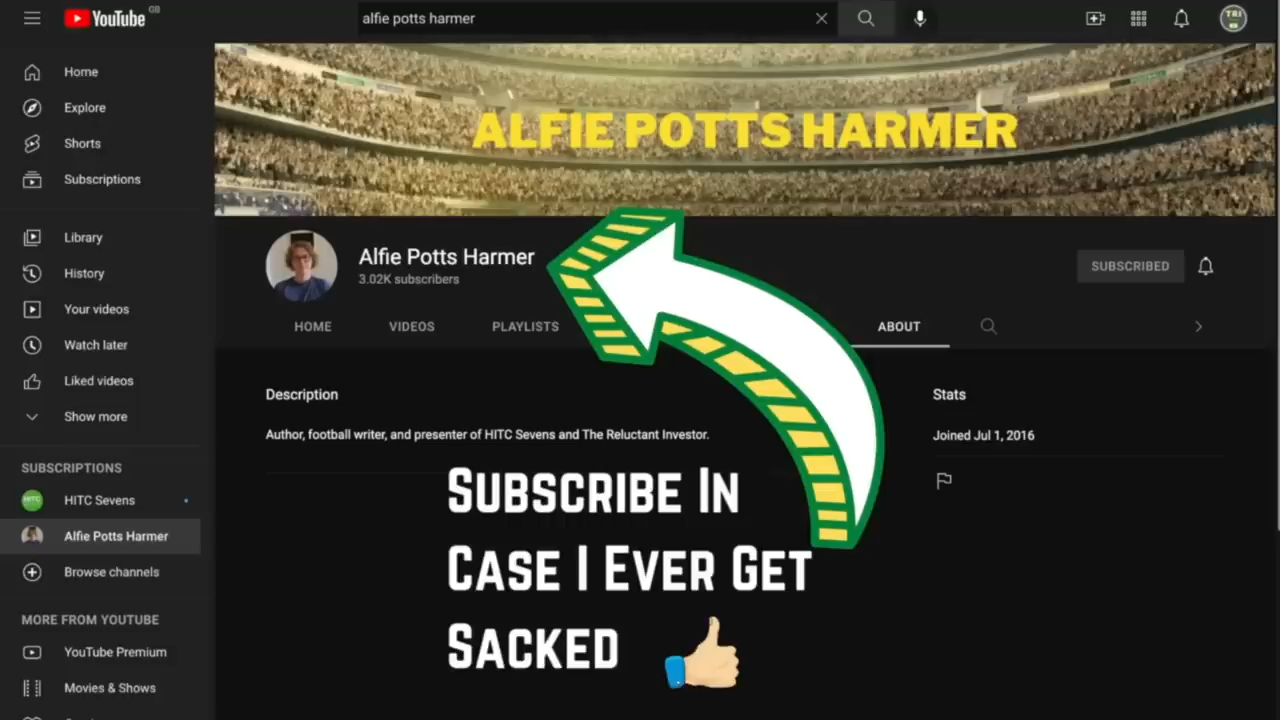 YouTube GB
alfie potts harmer
TRI
Home
Explore
Shorts
Subscriptions
Library
History
Your videos
Watch later
Liked videos
Show more
SUBSCRIPTIONS
HITC Sevens
Alfie Potts Harmer
Browse channels
MORE FROM YOUTUBE
YouTube Premium
Movies & Shows
ALFIE POTTS HARMER
Alfie Potts Harmer
3.02K subscribers
SUBSCRIBED
HOME VIDEOS PLAYLISTS ABOUT
Description
Author, football writer, and presenter of HITC Sevens and The Reluctant Investor.
Stats
Joined Jul 1, 2016
SUBSCRIBE IN
CASE I EVER GET
SACKED